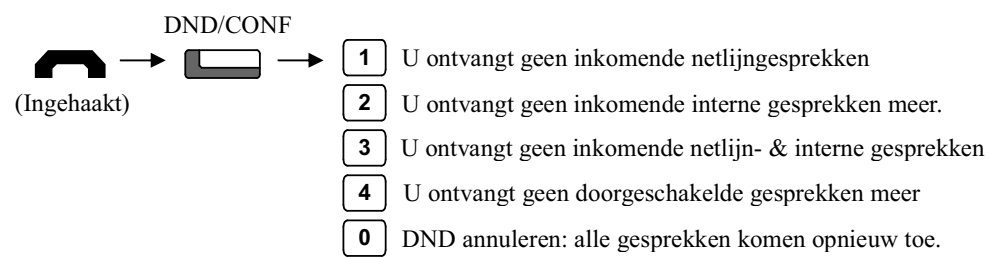 DND/CONF
(Ingehaakt)
1 U ontvangt geen inkomende netlijngesprekken
2 U ontvangt geen inkomende interne gesprekken meer.
3 U ontvangt geen inkomende netlijn- & interne gesprekken
4 U ontvangt geen doorgeschakelde gesprekken meer
0 DND annuleren: alle gesprekken komen opnieuw toe.